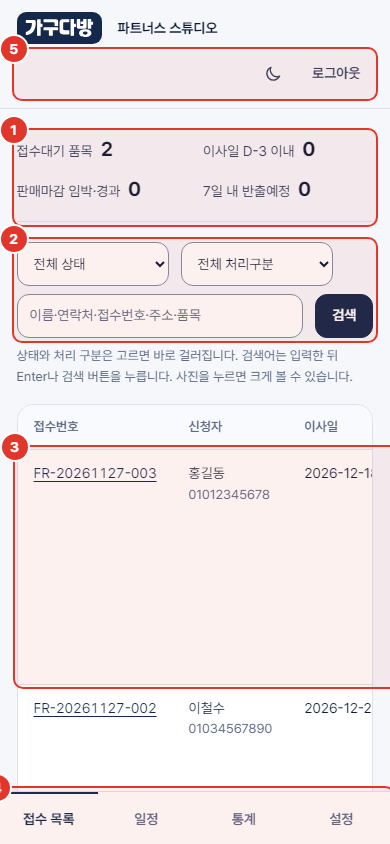 가구다방 파트너스 스튜디오
5
로그아웃
1
접수대기 품목 2 이사일 D-3 이내 0
판매마감 임박·경과 0 7일 내 반출예정 0
2
전체 상태 전체 처리구분
이름·연락처·접수번호·주소·품목 검색
상태와 처리 구분은 고르면 바로 걸러집니다. 검색어는 입력한 뒤
Enter나 검색 버튼을 누릅니다. 사진을 누르면 크게 볼 수 있습니다.
접수번호 신청자 이사일
3
FR-20261127-003 홍길동 2026-12-18
01012345678
FR-20261127-002 이철수 2026-12-2
01034567890
접수 목록 일정 통계 설정